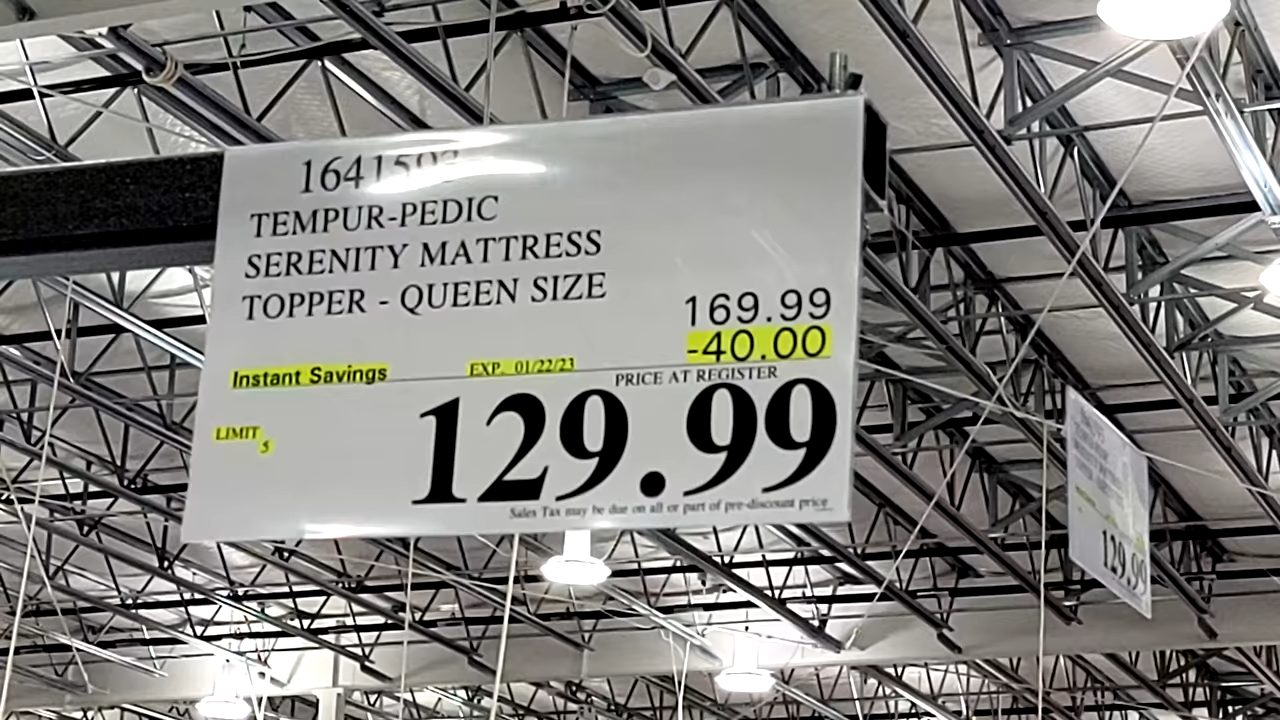 TEMPUR-PEDIC
SERENITY MATTRESS
TOPPER - QUEEN SIZE
169.99
-40.00
Instant Savings
EXP. 01/22/23
PRICE AT REGISTER
129.99
LIMIT 5
Sales Tax may be due on all or part of pre-discount price
129.99